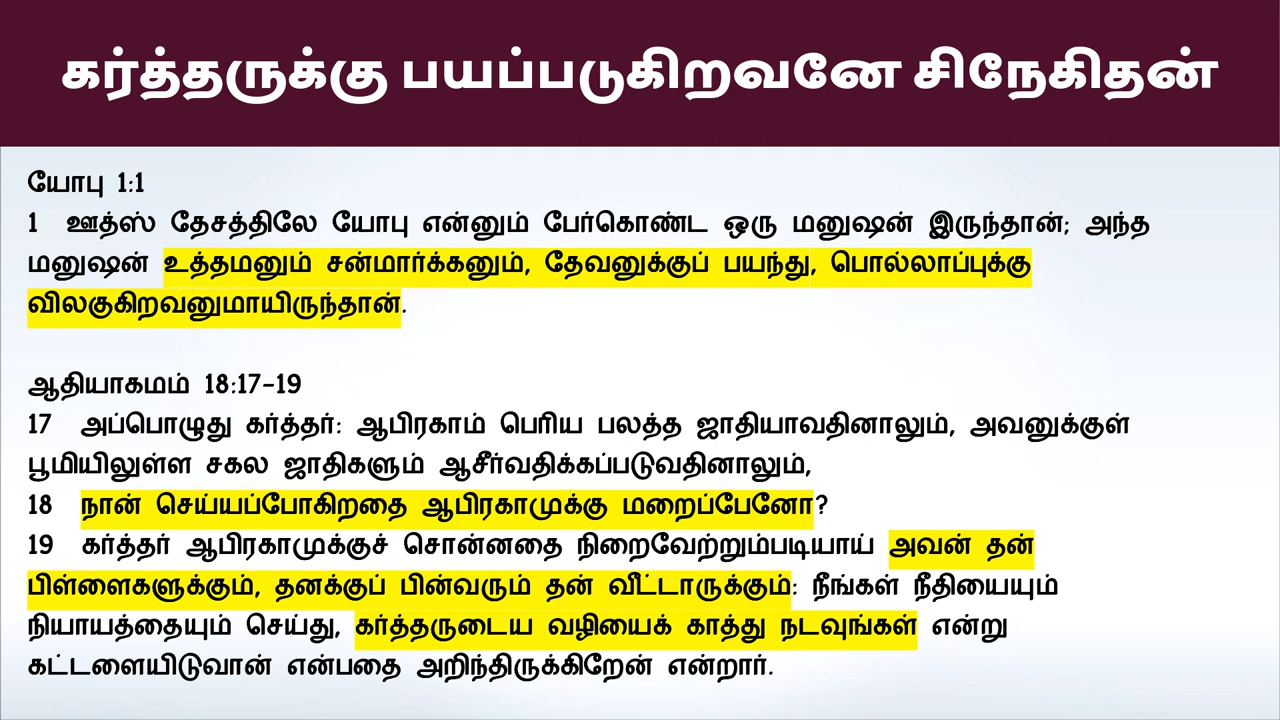 கர்த்தருக்கு பயப்படுகிறவனே சிநேகிதன்
யோபு 1:1
1 ஊத்ஸ் தேசத்திலே யோபு என்னும் பேர்கொண்ட ஒரு மனுஷன் இருந்தான்; அந்த
மனுஷன் உத்தமனும் சன்மார்க்கனும், தேவனுக்குப் பயந்து, பொல்லாப்புக்கு
விலகுகிறவனுமாயிருந்தான்.
ஆதியாகமம் 18:17-19
17 அப்பொழுது கர்த்தர்: ஆபிரகாம் பெரிய பலத்த ஜாதியாவதினாலும், அவனுக்குள்
பூமியிலுள்ள சகல ஜாதிகளும் ஆசீர்வதிக்கப்படுவதினாலும்,
18 நான் செய்யப்போகிறதை ஆபிரகாமுக்கு மறைப்பேனோ?
19 கர்த்தர் ஆபிரகாமுக்குச் சொன்னதை நிறைவேற்றும்படியாய் அவன் தன்
பிள்ளைகளுக்கும், தனக்குப் பின்வரும் தன் வீட்டாருக்கும்: நீங்கள் நீதியையும்
நியாயத்தையும் செய்து, கர்த்தருடைய வழியைக் காத்து நடவுங்கள் என்று
கட்டளையிடுவான் என்பதை அறிந்திருக்கிறேன் என்றார்.